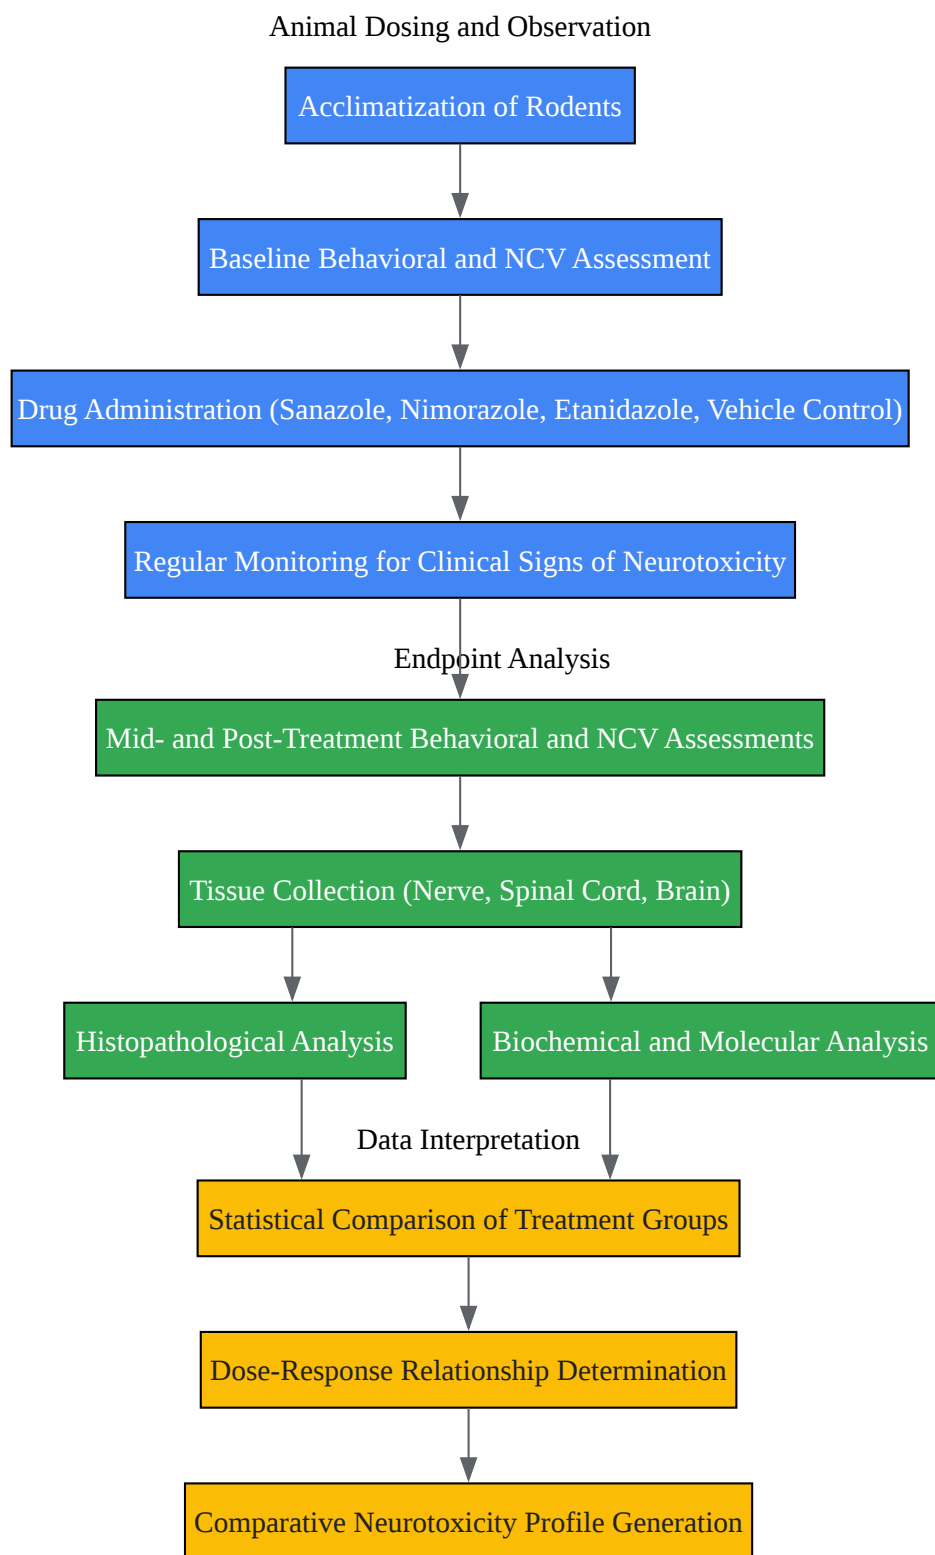 Animal Dosing and Observation
Acclimatization of Rodents
Baseline Behavioral and NCV Assessment
Drug Administration (Sanazole, Nimorazole, Etanidazole, Vehicle Control)
Regular Monitoring for Clinical Signs of Neurotoxicity
Endpoint Analysis
Mid- and Post-Treatment Behavioral and NCV Assessments
Tissue Collection (Nerve, Spinal Cord, Brain)
Histopathological Analysis
Biochemical and Molecular Analysis
Data Interpretation
Statistical Comparison of Treatment Groups
Dose-Response Relationship Determination
Comparative Neurotoxicity Profile Generation